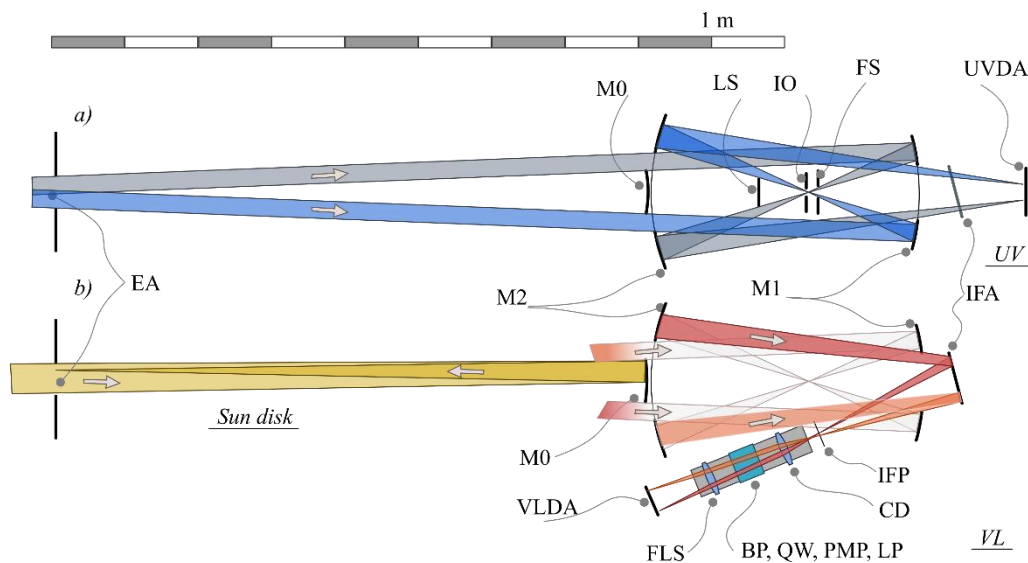 1 m
FS
M0
LS
IO
UVDA
a)
EA
UV
b)
M2
M1
IFA
Sun disk
M0
IFP
VLDA
CD
FLS
BP, QW, PMP, LP
VL